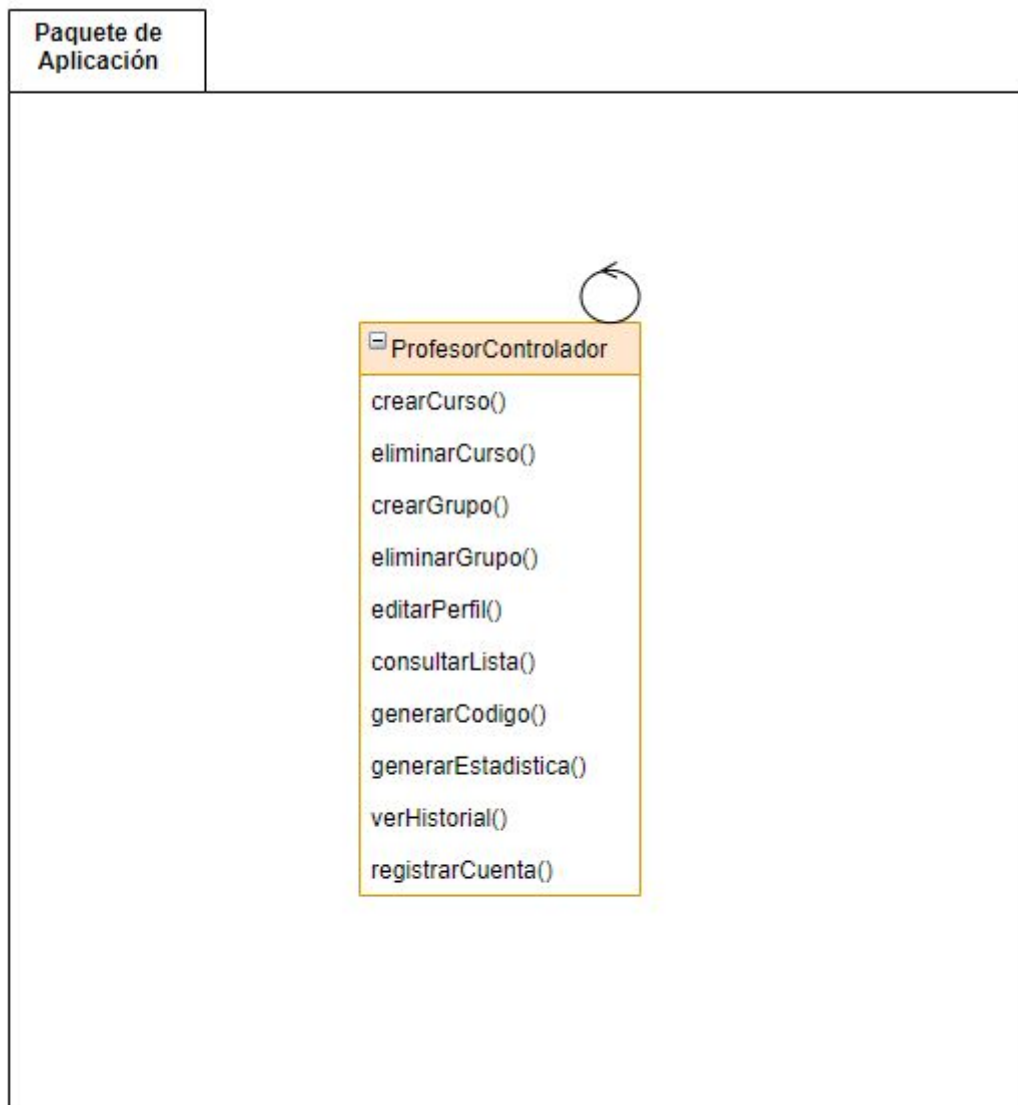 Paquete de
Aplicación
ProfesorControlador
crearCurso()
eliminarCurso()
crearGrupo()
eliminarGrupo()
editarPerfil()
consultarLista()
generarCodigo()
generarEstadistica()
verHistorial()
registrarCuenta()